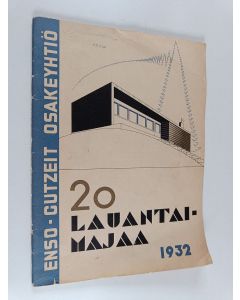 ENSO-GUTZEIT OSAKEYHTIÖ
20
LAUANTAI-
MAJAA
1932